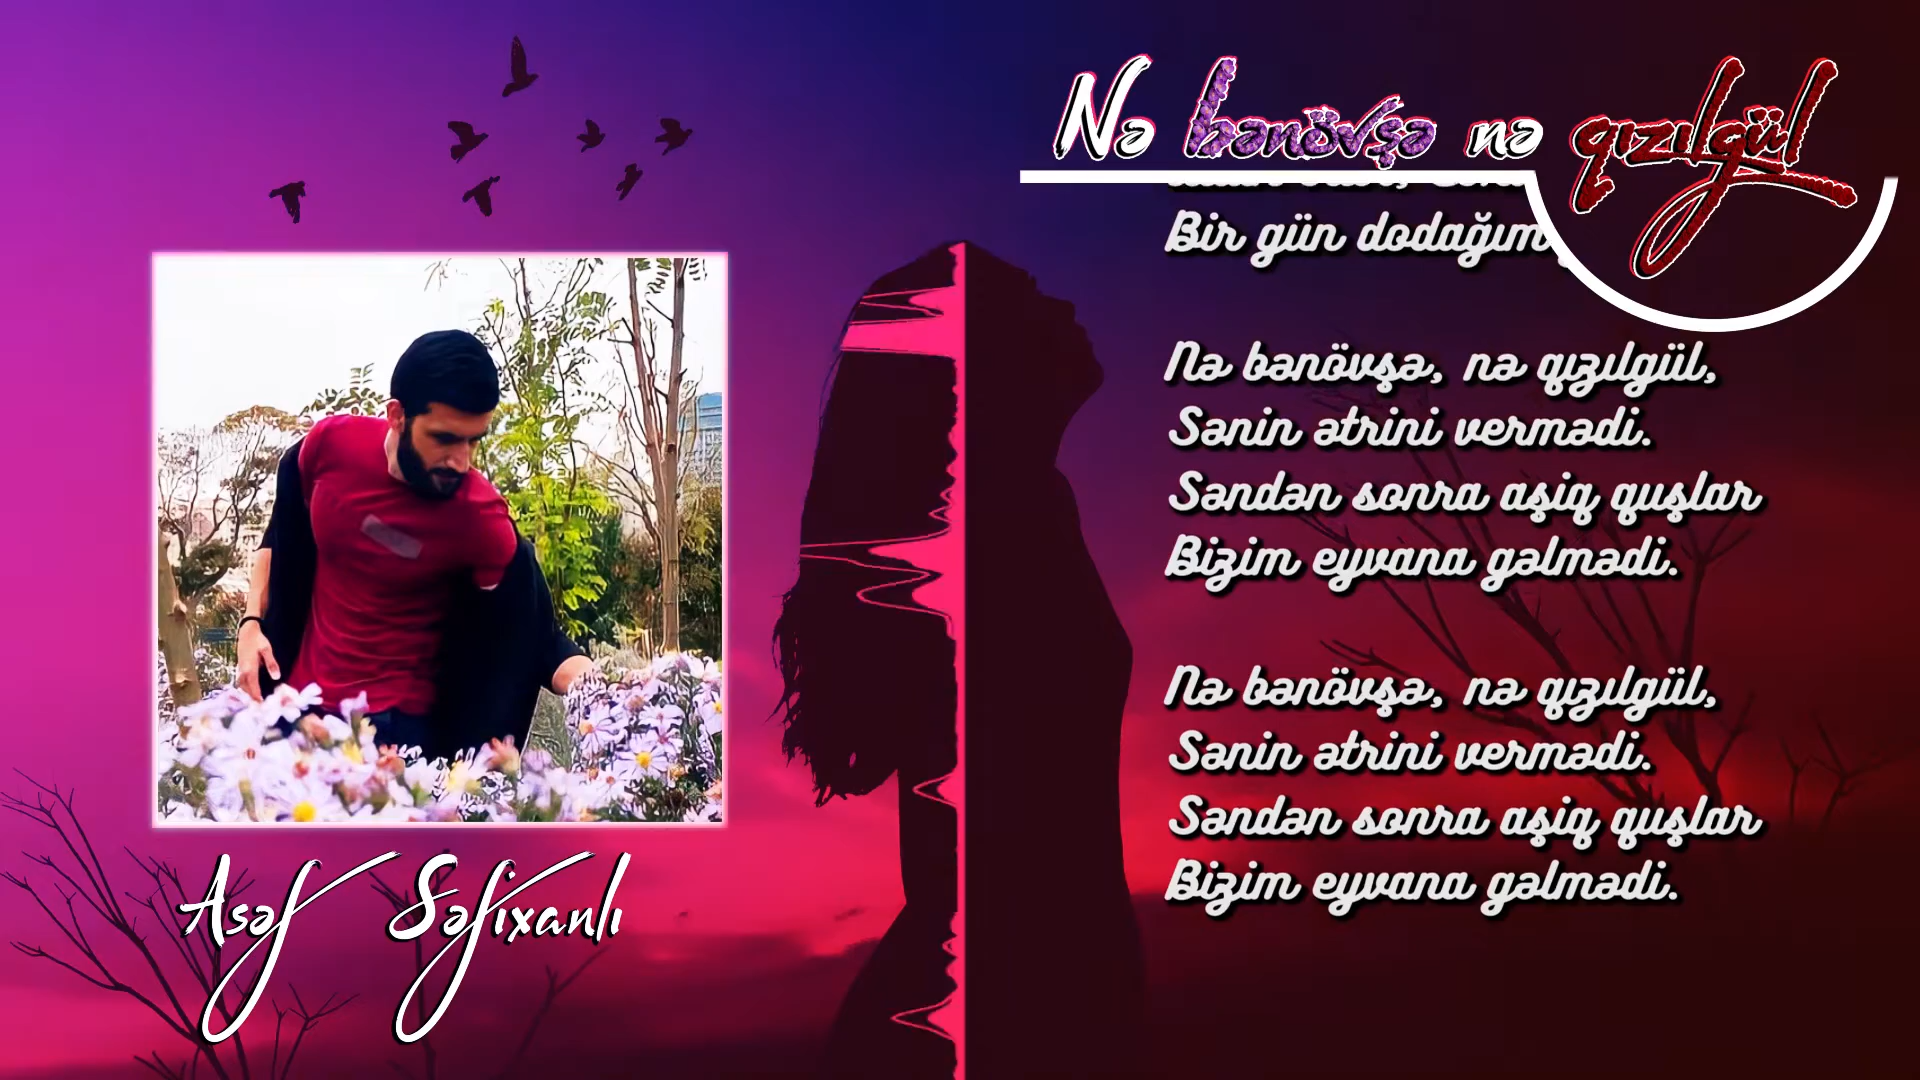 Nə bənövşə nə qızılgül
Bir gün dodağım
Nə bənövşə, nə qızılgül,
Sənin ətrini vermədi.
Səndən sonra aşiq quşlar
Bizim eyvana gəlmədi.
Nə bənövşə, nə qızılgül,
Sənin ətrini vermədi.
Səndən sonra aşiq quşlar
Bizim eyvana gəlmədi.
Asəf Səfixanlı